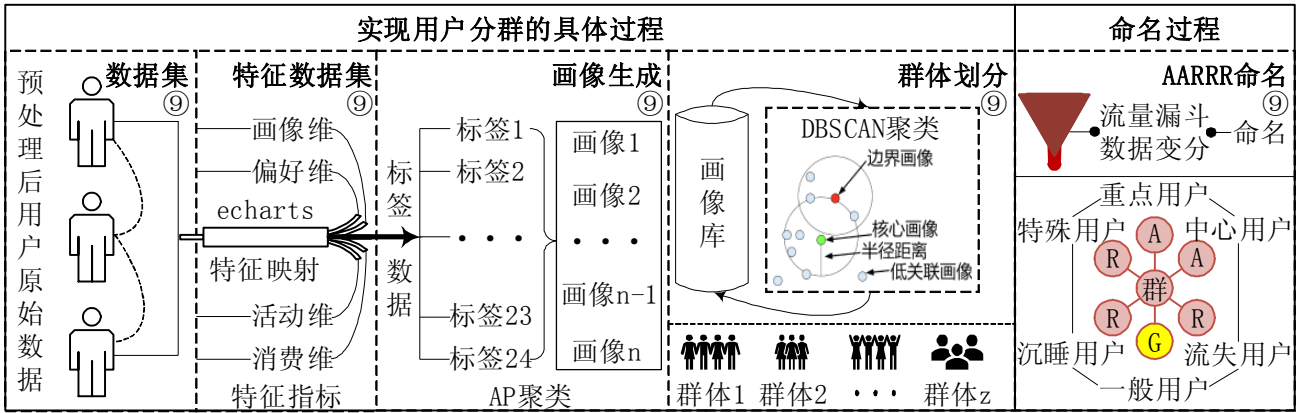 实现用户分群的具体过程
命名过程
预处理后用户原始数据
数据集
⑨
特征数据集
⑨
画像维
偏好维
echarts
特征映射
活动维
消费维
特征指标
画像生成
⑨
标签数据
标签1
标签2
...
标签23
标签24
画像1
画像2
...
画像n-1
画像n
AP聚类
群体划分
⑨
画像库
DBSCAN聚类
边界画像
核心画像
半径距离
低关联画像
群体1
群体2
...
群体z
AARRR命名
⑨
流量漏斗
数据变分
命名
重点用户
特殊用户
中心用户
A
R
A
群
R
R
G
沉睡用户
流失用户
一般用户